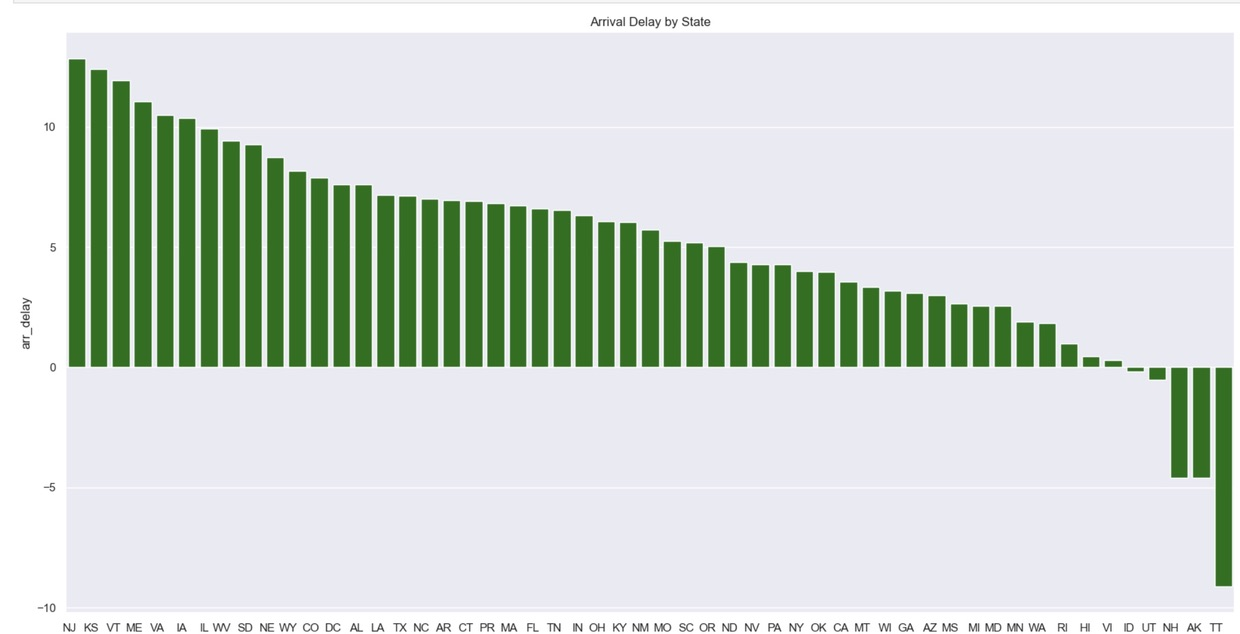 Arrival Delay by State
10
5
0
−5
−10
arr_delay
NJ KS VT ME VA IA IL WV SD NE WY CO DC AL LA TX NC AR CT PR MA FL TN IN OH KY NM MO SC OR ND NV PA NY OK CA MT WI GA AZ MS MI MD MN WA RI HI VI ID UT NH AK TT